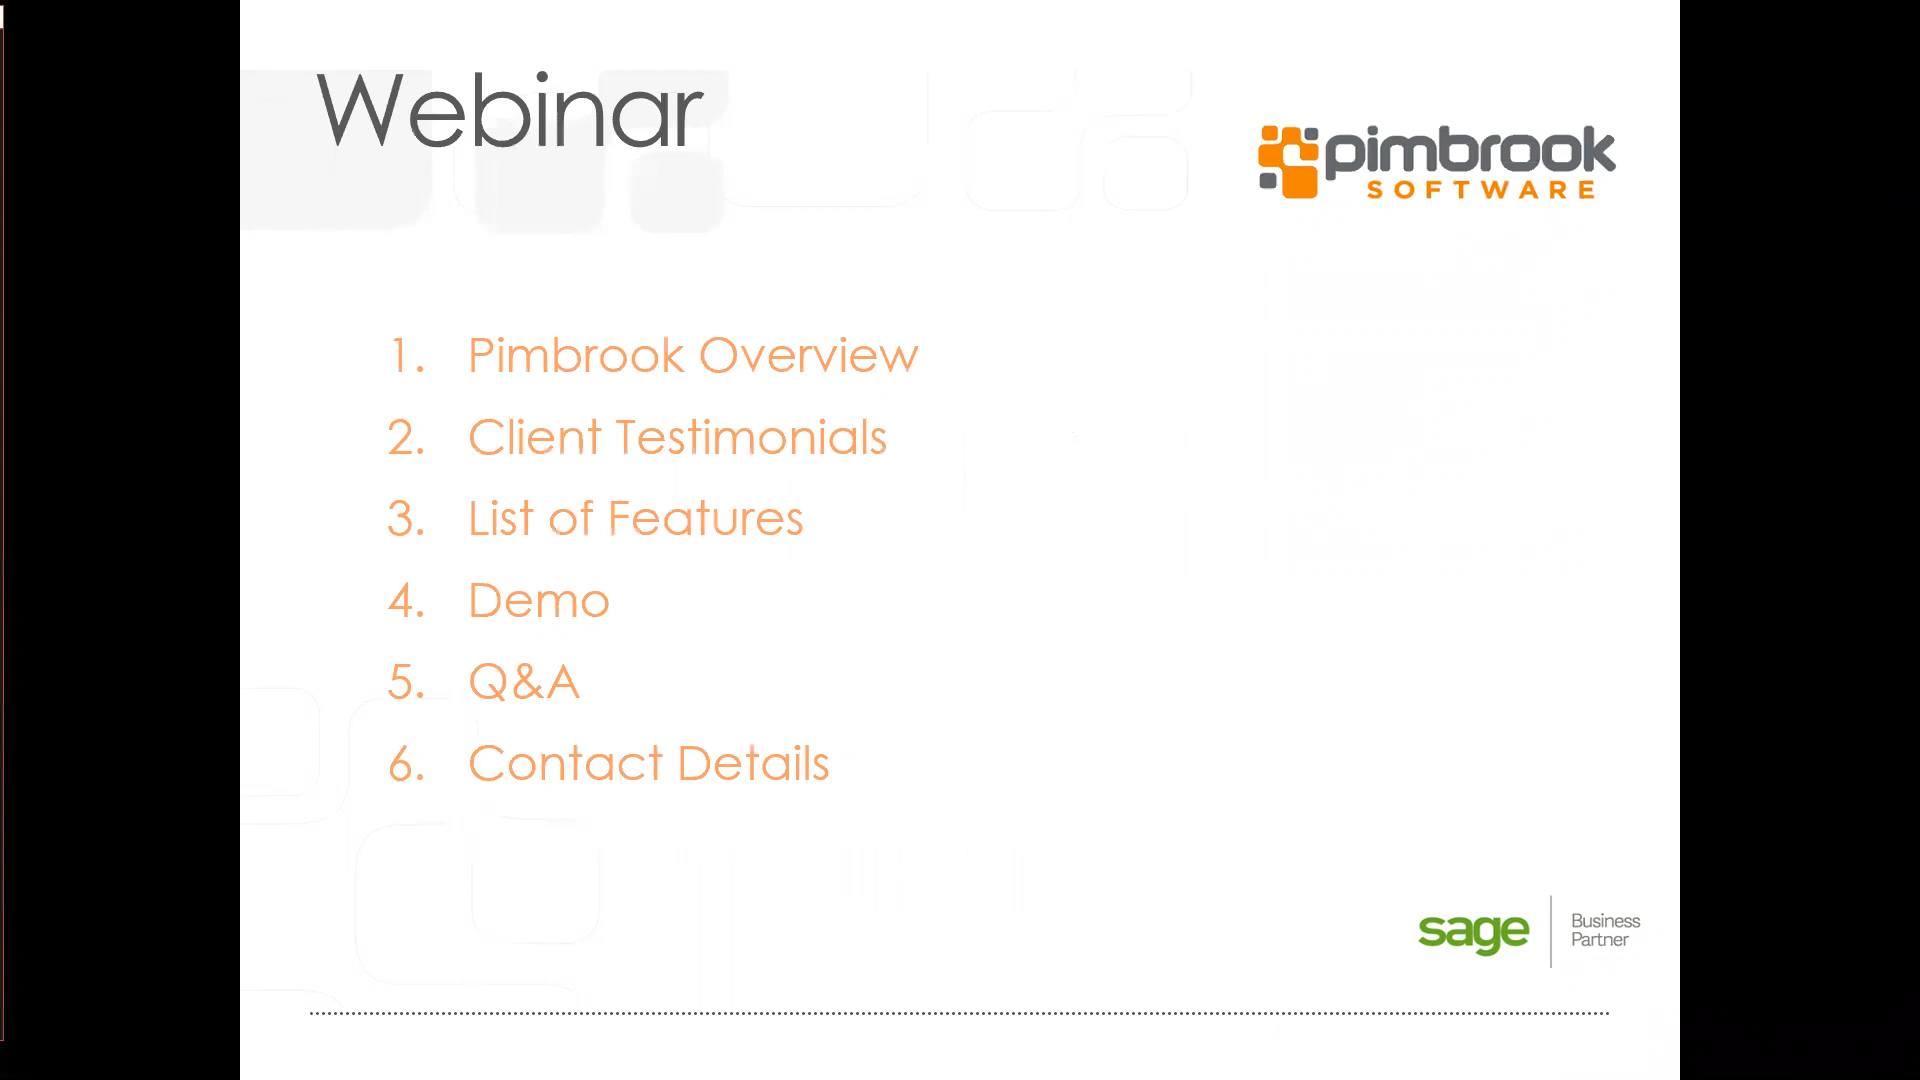 Webinar
pimbrook
SOFTWARE
1. Pimbrook Overview
2. Client Testimonials
3. List of Features
4. Demo
5. Q&A
6. Contact Details
sage
Business
Partner